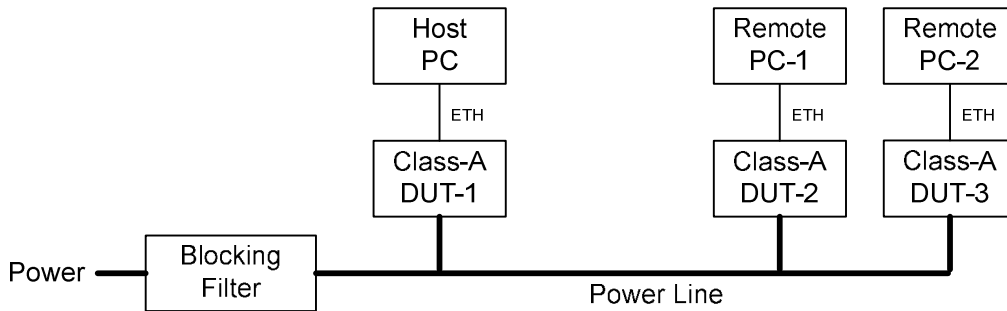 Host
PC
Remote
PC-1
Remote
PC-2
ETH
ETH
ETH
Class-A
DUT-1
Class-A
DUT-2
Class-A
DUT-3
Power
Blocking
Filter
Power Line